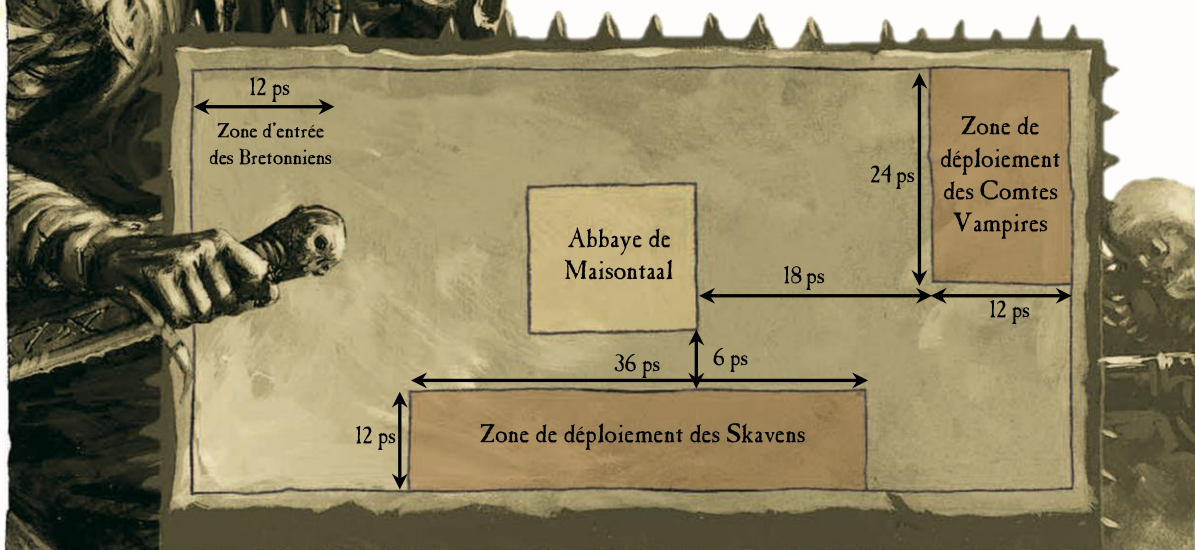 12 ps
Zone d'entrée
des Bretonniens
Zone de
déploiement
des Comtes
Vampires
24 ps
Abbaye de
Maisontaal
18 ps
12 ps
36 ps
6 ps
12 ps
Zone de déploiement des Skavens